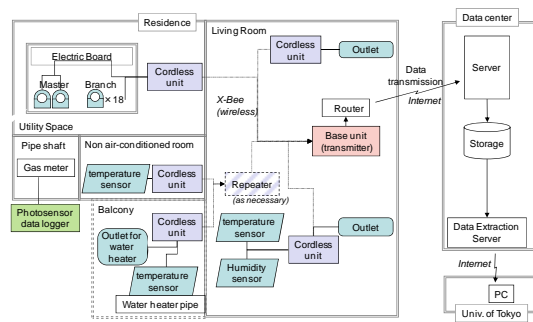 Residence
Living Room
Data center
Electric Board
Master
Branch
× 18
Cordless
unit
Utility Space
Cordless
unit
Outlet
X-Bee
(wireless)
Router
Base unit
(transmitter)
Data
transmission
Internet
Server
Storage
Data Extraction
Server
Internet
PC
Univ. of Tokyo
Pipe shaft
Gas meter
Photosensor
data logger
Non air-conditioned room
temperature
sensor
Cordless
unit
Repeater
(as necessary)
Balcony
Cordless
unit
Outlet for
water
heater
temperature
sensor
Water heater pipe
temperature
sensor
Humidity
sensor
Cordless
unit
Outlet